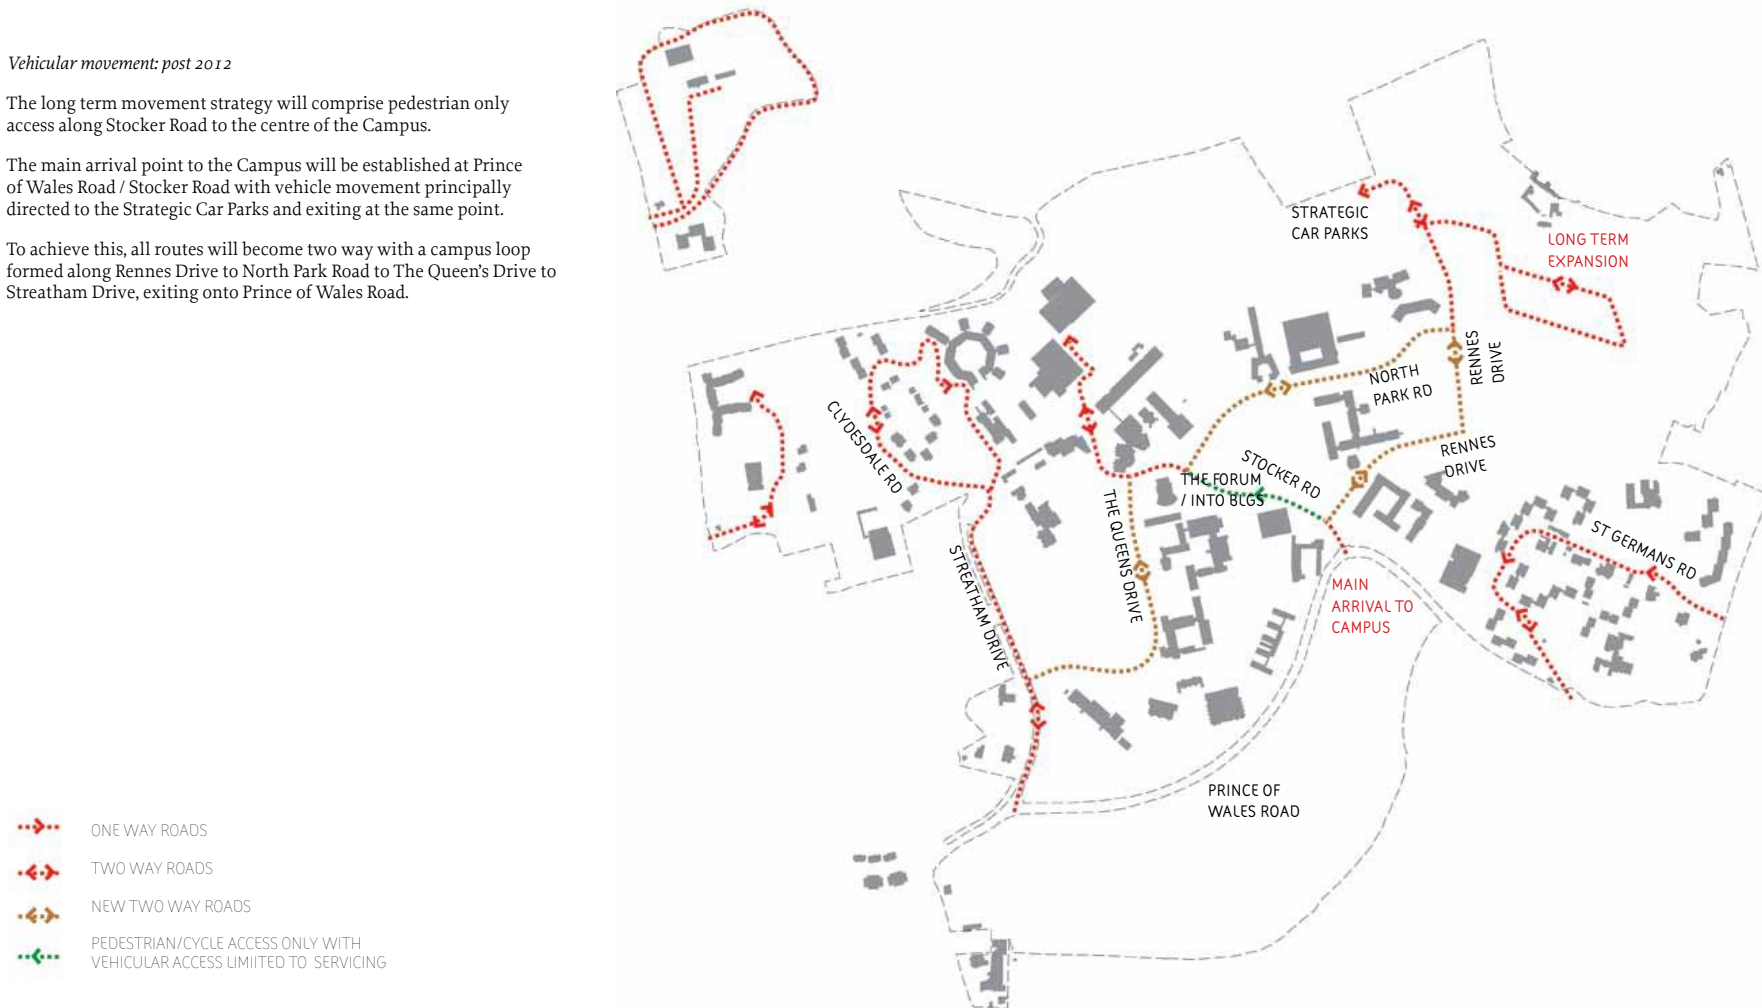 Vehicular movement: post 2012
The long term movement strategy will comprise pedestrian only
access along Stocker Road to the centre of the Campus.
The main arrival point to the Campus will be established at Prince
of Wales Road / Stocker Road with vehicle movement principally
directed to the Strategic Car Parks and exiting at the same point.
To achieve this, all routes will become two way with a campus loop
formed along Rennes Drive to North Park Road to The Queen's Drive to
Streatham Drive, exiting onto Prince of Wales Road.
STRATEGIC
CAR PARKS
LONG TERM
EXPANSION
RENNES
DRIVE
NORTH
PARK RD
CLYDESDALE RD
RENNES
DRIVE
STOCKER RD
THE FORUM
/ INTO BLGS
THE QUEENS DRIVE
ST GERMANS RD
STREATHAM DRIVE
MAIN
ARRIVAL TO
CAMPUS
PRINCE OF
WALES ROAD
ONE WAY ROADS
TWO WAY ROADS
NEW TWO WAY ROADS
PEDESTRIAN/CYCLE ACCESS ONLY WITH
VEHICULAR ACCESS LIMIITED TO SERVICING